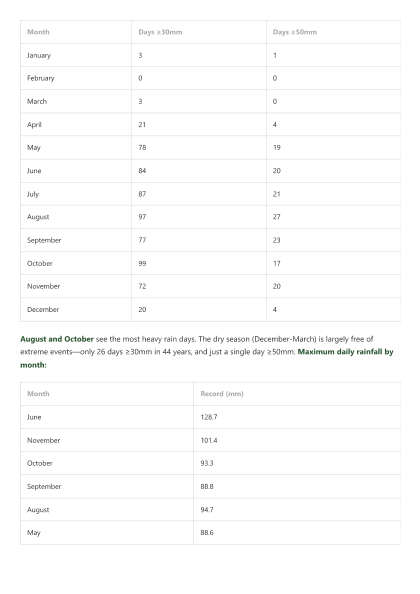 Month Days ≥30mm Days ≥50mm
January 3 1
February 0 0
March 3 0
April 21 4
May 78 19
June 84 20
July 87 21
August 97 27
September 77 23
October 99 17
November 72 20
December 20 4
August and October see the most heavy rain days. The dry season (December-March) is largely free of
extreme events—only 26 days ≥30mm in 44 years, and just a single day ≥50mm: Maximum daily rainfall by
month:
Month Record (mm)
June 128.7
November 101.4
October 93.3
September 88.8
August 94.7
May 88.6